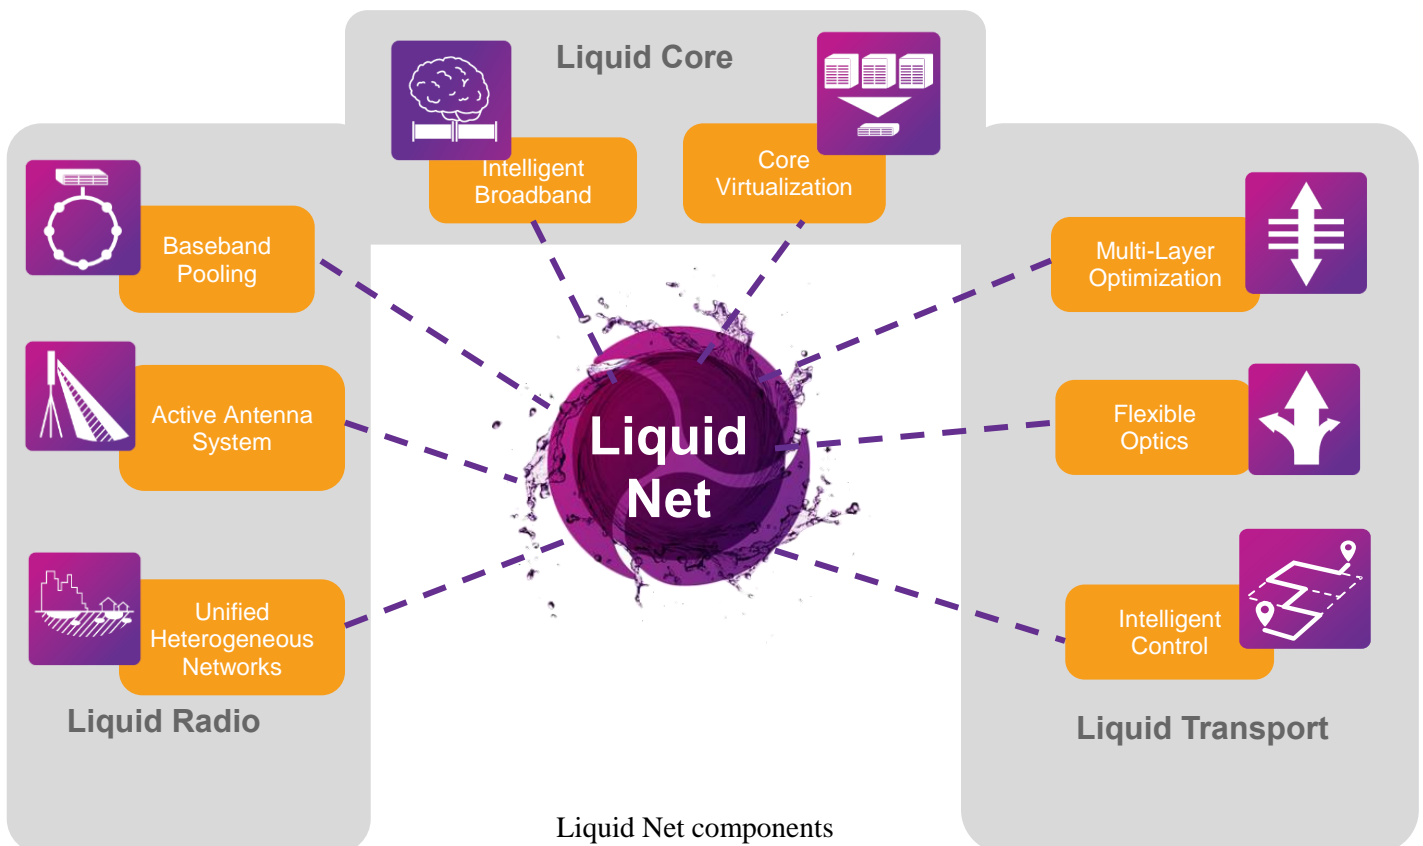 Liquid Core
Intelligent
Broadband
Core
Virtualization
Baseband
Pooling
Active Antenna
System
Unified
Heterogeneous
Networks
Liquid Radio
Liquid
Net
Multi-Layer
Optimization
Flexible
Optics
Intelligent
Control
Liquid Transport
Liquid Net components